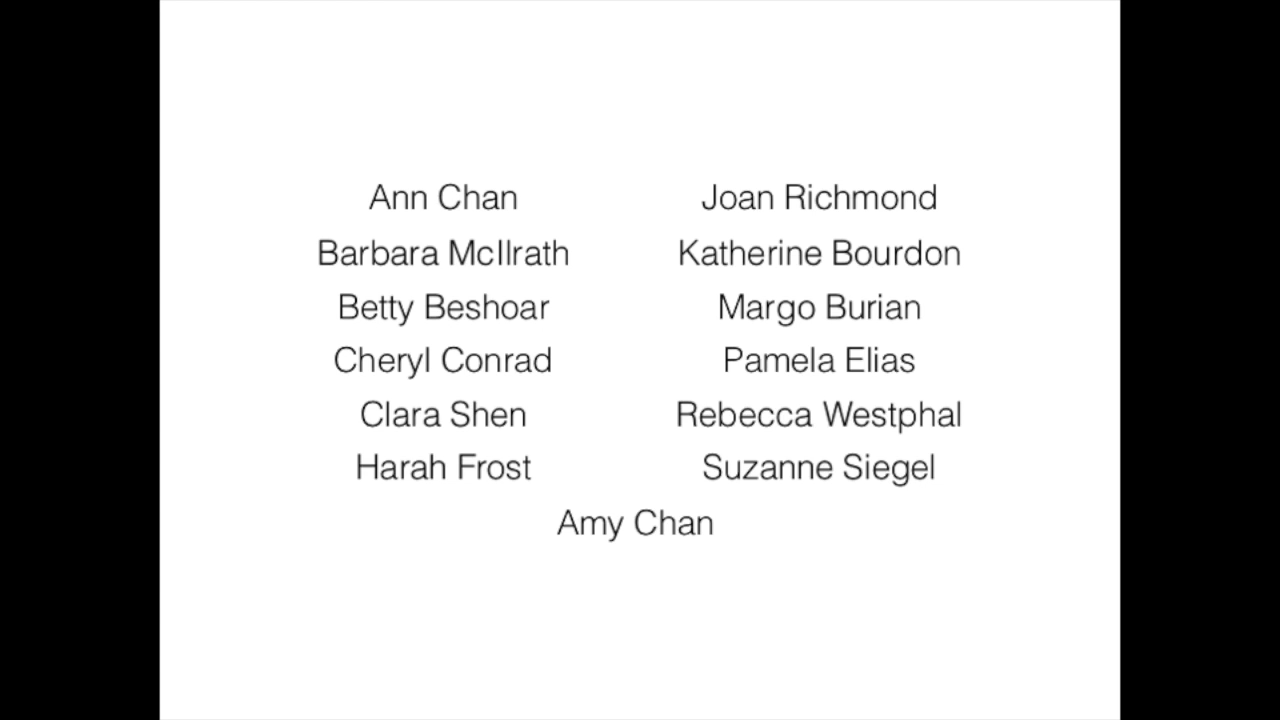 Ann Chan
Barbara McIlrath
Betty Beshoar
Cheryl Conrad
Clara Shen
Harah Frost
Joan Richmond
Katherine Bourdon
Margo Burian
Pamela Elias
Rebecca Westphal
Suzanne Siegel
Amy Chan